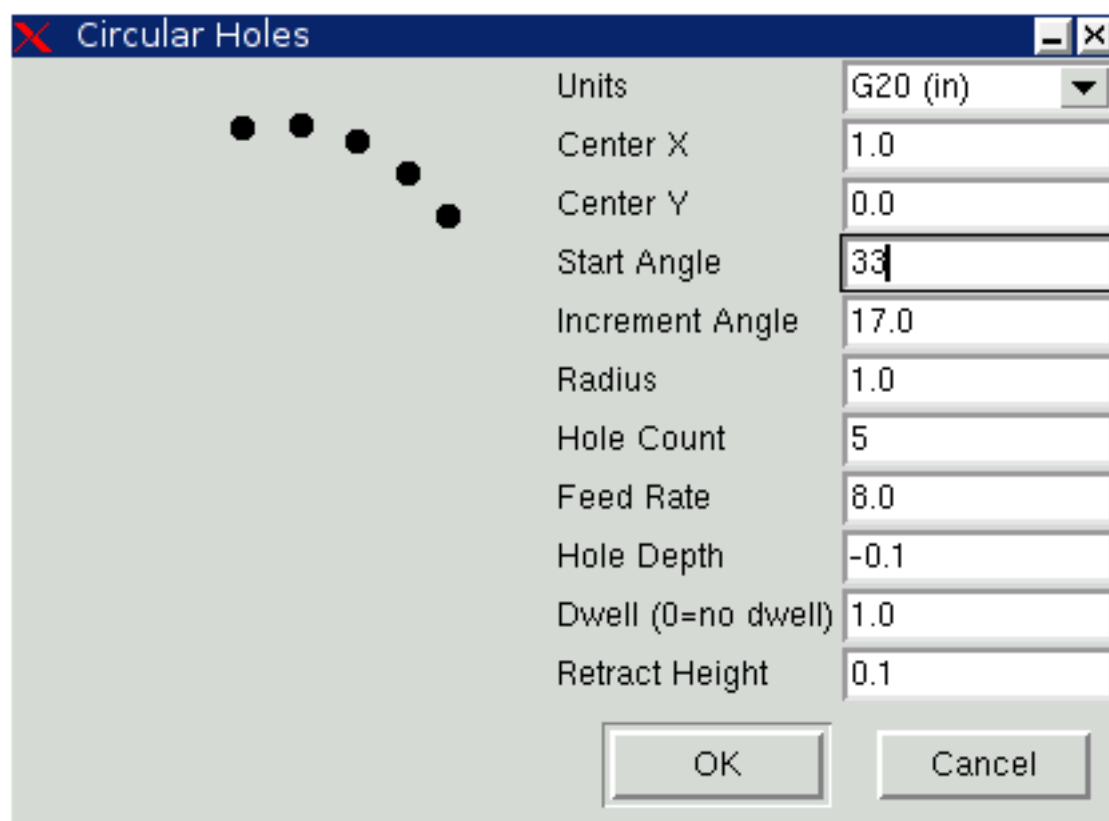 Circular Holes
Units G20 (in)
Center X 1.0
Center Y 0.0
Start Angle 33
Increment Angle 17.0
Radius 1.0
Hole Count 5
Feed Rate 8.0
Hole Depth -0.1
Dwell (0=no dwell) 1.0
Retract Height 0.1
OK Cancel